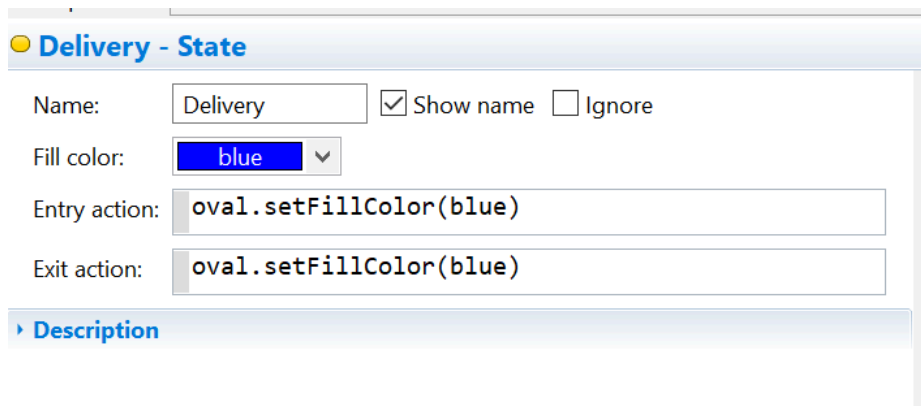 Delivery - State
Name: Delivery Show name Ignore
Fill color: blue
Entry action: oval.setFillColor(blue)
Exit action: oval.setFillColor(blue)
Description